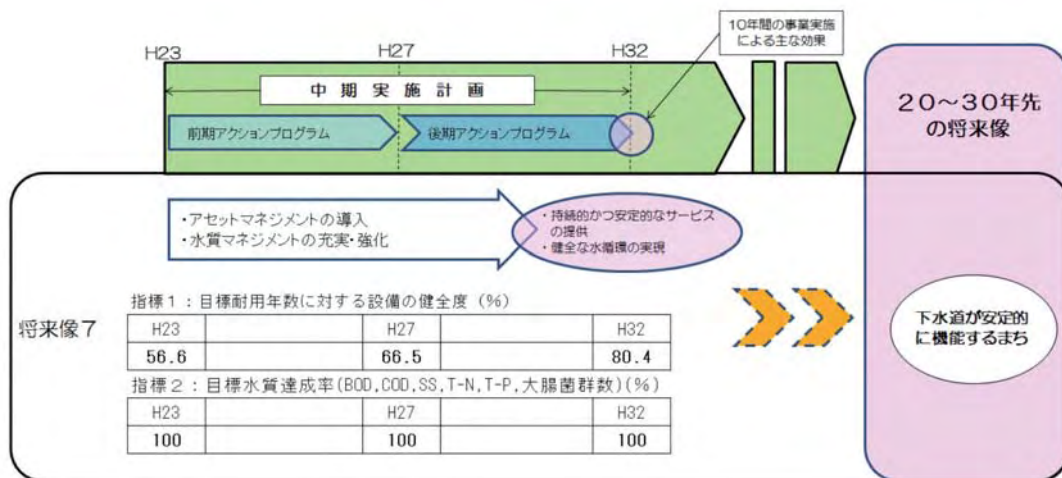 H23
H27
H32
10年間の事業実施
による主な効果
中期実施計画
前期アクションプログラム
後期アクションプログラム
20～30年先
の将来像
・アセットマネジメントの導入
・水質マネジメントの充実・強化
・持続的かつ安定的なサービス
の提供
・健全な水循環の実現
将来像7
指標1：目標耐用年数に対する設備の健全度（%）
H23 H27 H32
56.6 66.5 80.4
指標2：目標水質達成率(BOD,COD,SS,T-N,T-P,大腸菌群数)(%)
H23 H27 H32
100 100 100
下水道が安定的
に機能するまち